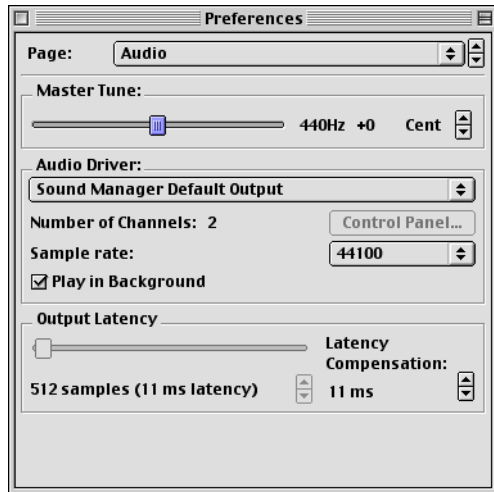 Preferences
Page: Audio
Master Tune:
440Hz +0 Cent
Audio Driver:
Sound Manager Default Output
Number of Channels: 2 Control Panel...
Sample rate: 44100
Play in Background
Output Latency
Latency
Compensation:
512 samples (11 ms latency) 11 ms